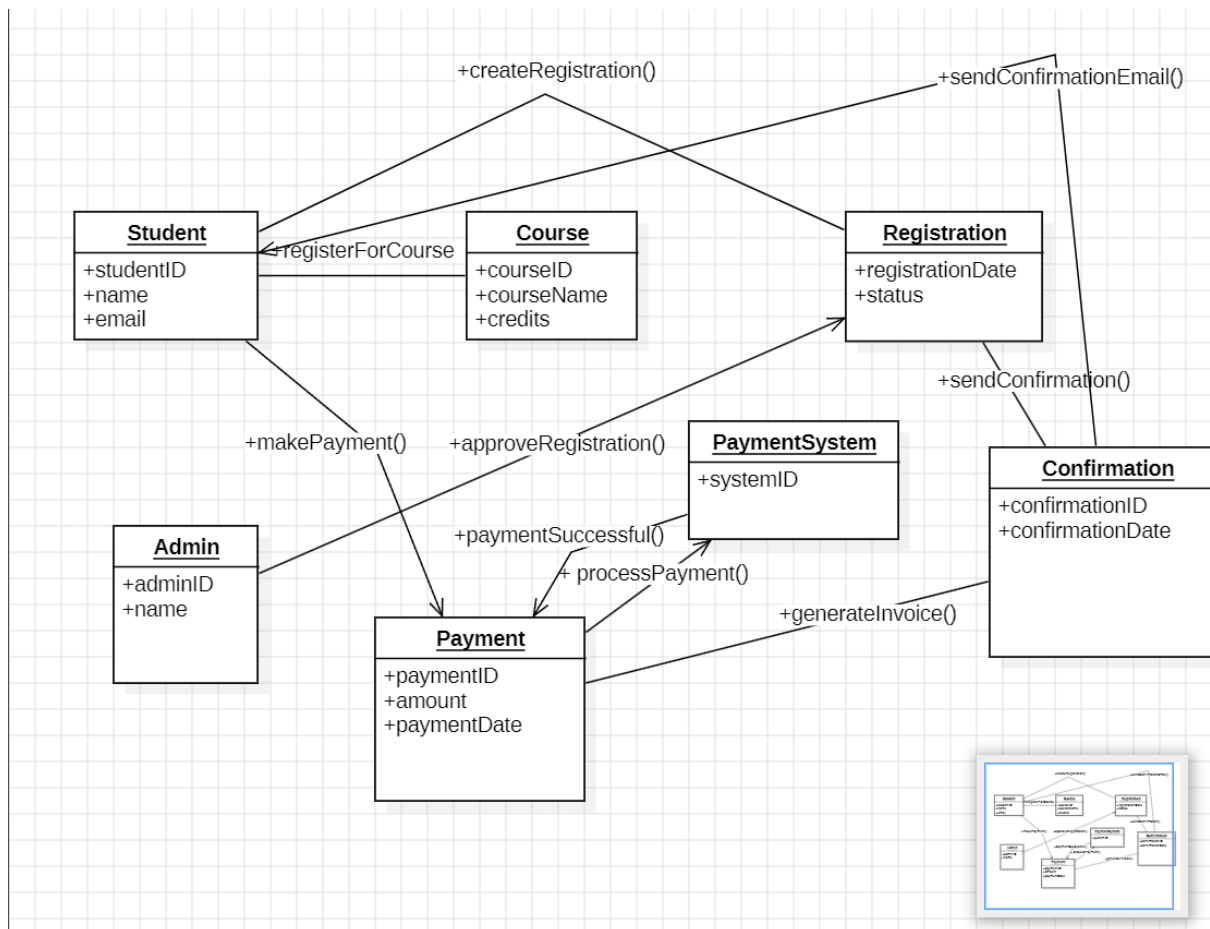 +createRegistration()
+sendConfirmationEmail()
Student
+studentID
+name
+email
+registerForCourse
Course
+courseID
+courseName
+credits
Registration
+registrationDate
+status
+sendConfirmation()
+makePayment()
+approveRegistration()
PaymentSystem
+systemID
Confirmation
+confirmationID
+confirmationDate
Admin
+adminID
+name
+paymentSuccessful()
+ processPayment()
+generateInvoice()
Payment
+paymentID
+amount
+paymentDate